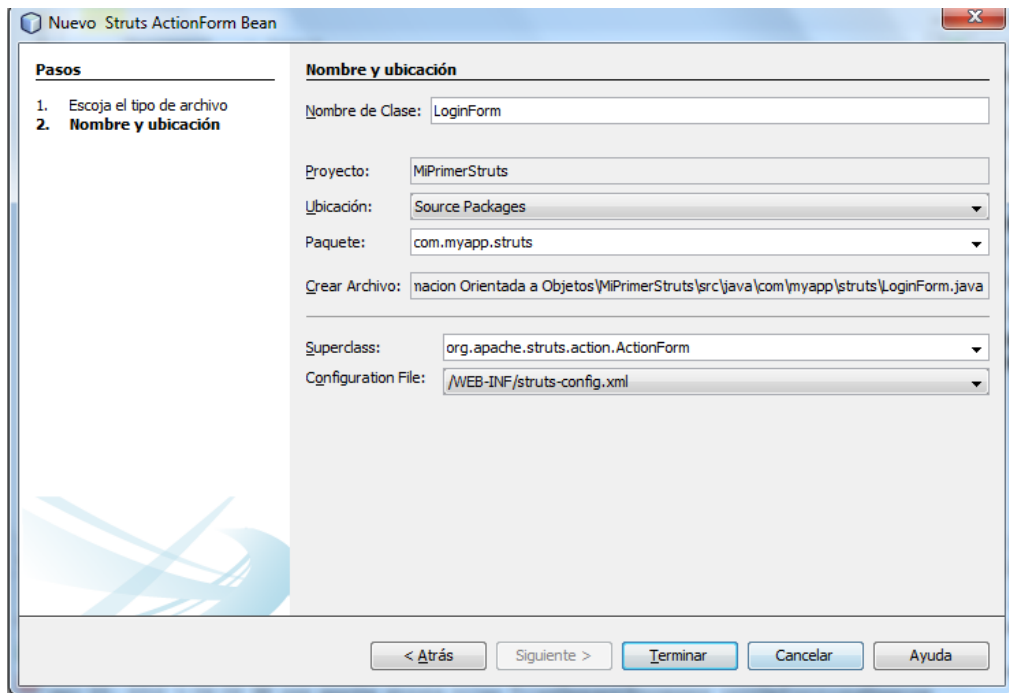 Nuevo Struts ActionForm Bean
Pasos
1. Escoja el tipo de archivo
2. Nombre y ubicación
Nombre y ubicación
Nombre de Clase: LoginForm
Proyecto: MiPrimerStruts
Ubicación: Source Packages
Paquete: com.myapp.struts
Crear Archivo: nacion Orientada a Objetos\MiPrimerStruts\src\java\com\myapp\struts\LoginForm.java
Superclass: org.apache.struts.action.ActionForm
Configuration File: /WEB-INF/struts-config.xml
< Atrás Siguiente > Terminar Cancelar Ayuda